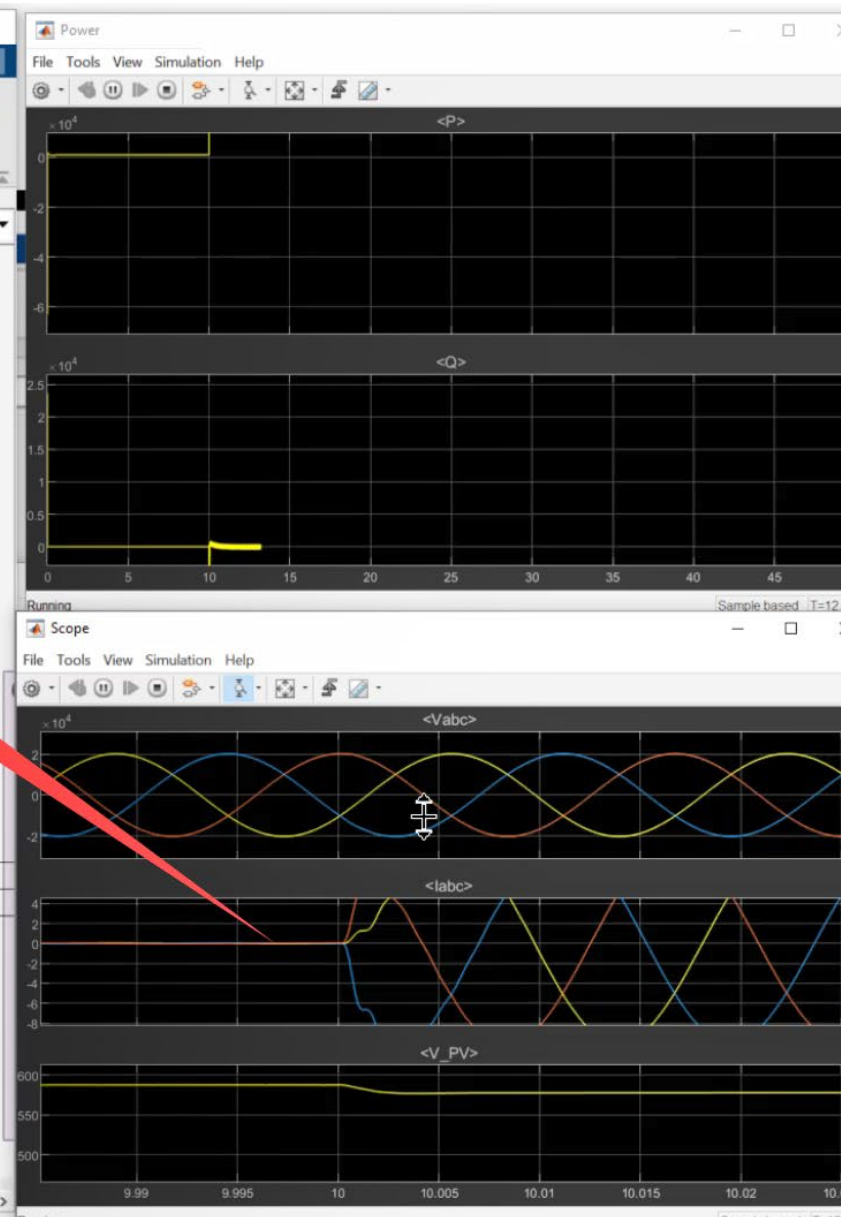 Power
File Tools View Simulation Help
<P>
× 10⁴
0
-2
-4
-6
<Q>
× 10⁴
2.5
2
1.5
1
0.5
0
0 5 10 15 20 25 30 35 40 45
Running Sample based T=12.
Scope
File Tools View Simulation Help
<Vabc>
× 10⁴
2
0
-2
<Iabc>
4
2
0
-2
-4
-6
-8
<V_PV>
600
550
500
9.99 9.995 10 10.005 10.01 10.015 10.02 10.0